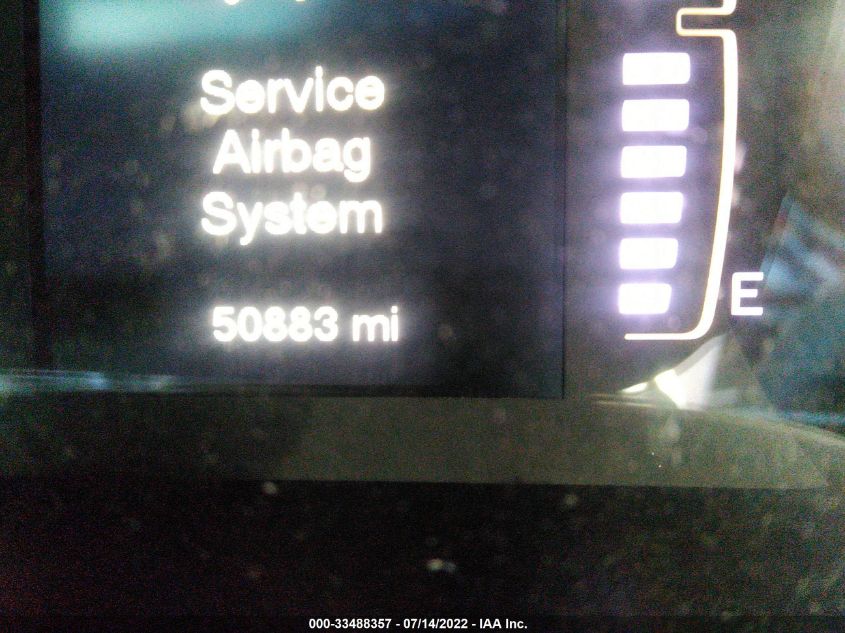 Service
Airbag
System
50883 mi
E
000-33488357 - 07/14/2022 - IAA Inc.